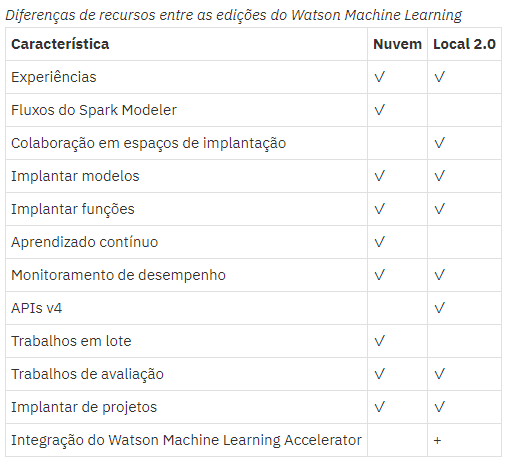 Diferenças de recursos entre as edições do Watson Machine Learning
Característica Nuvem Local 2.0
Experiências √ √
Fluxos do Spark Modeler √
Colaboração em espaços de implantação √
Implantar modelos √ √
Implantar funções √ √
Aprendizado contínuo √
Monitoramento de desempenho √ √
APIs v4 √
Trabalhos em lote √
Trabalhos de avaliação √ √
Implantar de projetos √ √
Integração do Watson Machine Learning Accelerator +